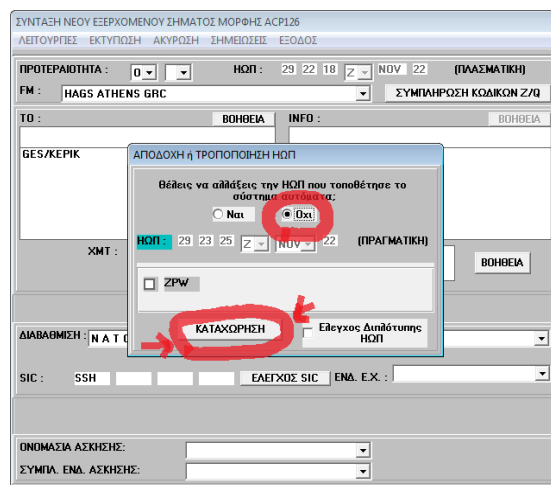 ΣΥΝΤΑΞΗ ΝΕΟΥ ΕΞΕΡΧΟΜΕΝΟΥ ΣΗΜΑΤΟΣ ΜΟΡΦΗΣ ACP126
ΛΕΙΤΟΥΡΓΙΕΣ ΕΚΤΥΠΩΣΗ ΑΚΥΡΩΣΗ ΣΗΜΕΙΩΣΕΙΣ ΕΞΟΔΟΣ
ΠΡΟΤΕΡΑΙΟΤΗΤΑ : 0 ΗΩΠ : 29 22 18 Z NOV 22 (ΠΛΑΣΜΑΤΙΚΗ)
FM : HAGS ATHENS GRC ΣΥΜΠΛΗΡΩΣΗ ΚΩΔΙΚΩΝ Z/Q
TO : ΒΟΗΘΕΙΑ INFO : ΒΟΗΘΕΙΑ
GES/KEPIK
ΑΠΟΔΟΧΗ ή ΤΡΟΠΟΠΟΙΗΣΗ ΗΩΠ
Θέλεις να αλλάξεις την ΗΩΠ που τοποθέτησε το
σύστημα αυτόματα;
Ναι Οχι
ΗΩΠ : 29 23 25 Z NOV 22 (ΠΡΑΓΜΑΤΙΚΗ)
XMT :
ΒΟΗΘΕΙΑ
ZPW
ΚΑΤΑΧΩΡΗΣΗ Ελεγχος Διπλότυπης
ΗΩΠ
ΔΙΑΒΑΘΜΙΣΗ : N A T O
SIC : SSH ΕΛΕΓΧΟΣ SIC ΕΝΔ. Ε.Χ. :
ΟΝΟΜΑΣΙΑ ΑΣΚΗΣΗΣ:
ΣΥΜΠΛ. ΕΝΔ. ΑΣΚΗΣΗΣ: